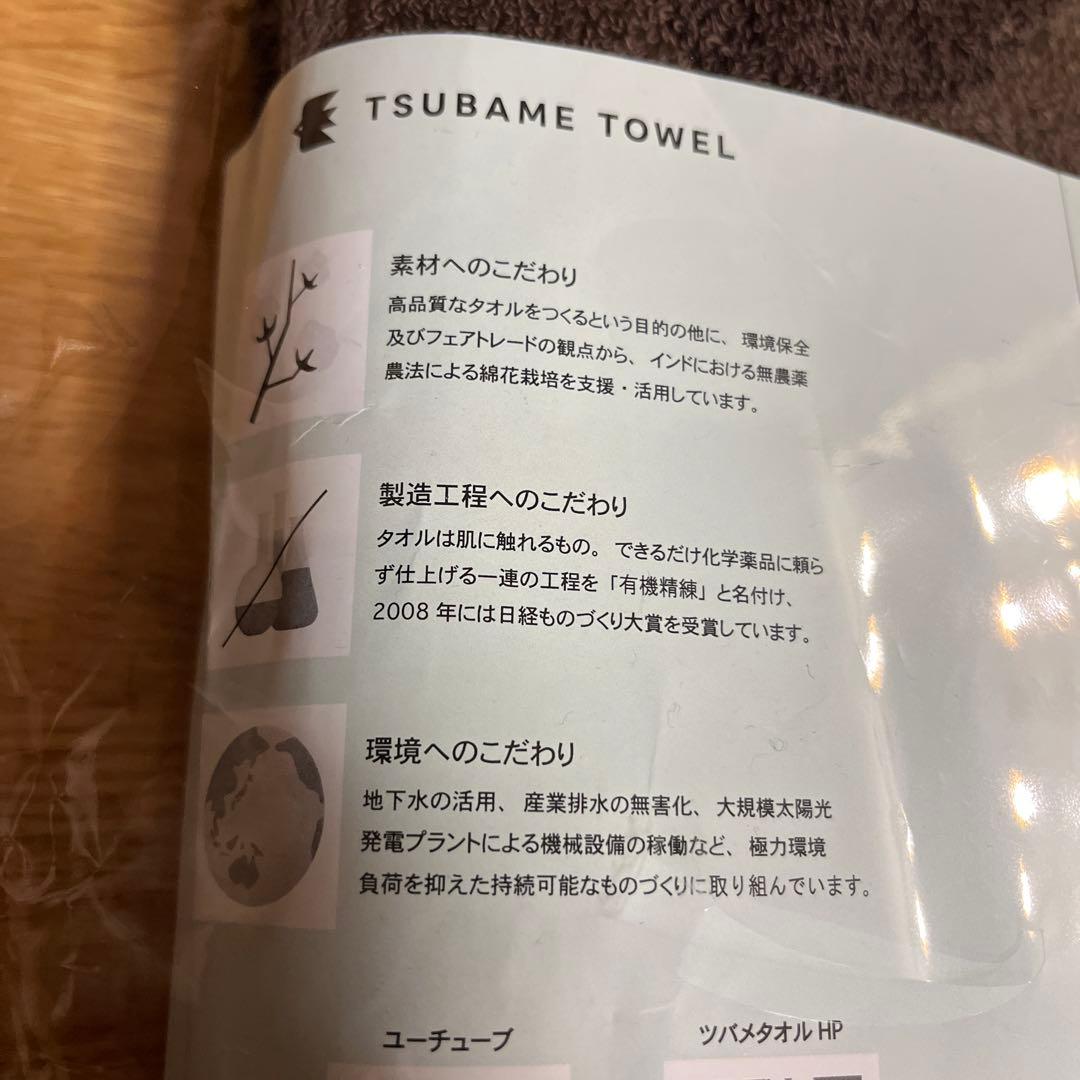 TSUBAME TOWEL
素材へのこだわり
高品質なタオルをつくるという目的の他に、環境保全
及びフェアトレードの観点から、インドにおける無農薬
農法による綿花栽培を支援・活用しています。
製造工程へのこだわり
タオルは肌に触れるもの。できるだけ化学薬品に頼ら
ず仕上げる一連の工程を「有機精練」と名付け、
2008 年には日経ものづくり大賞を受賞しています。
環境へのこだわり
地下水の活用、産業排水の無害化、大規模太陽光
発電プラントによる機械設備の稼働など、極力環境
負荷を抑えた持続可能なものづくりに取り組んでいます。
ユーチューブ
ツバメタオル HP